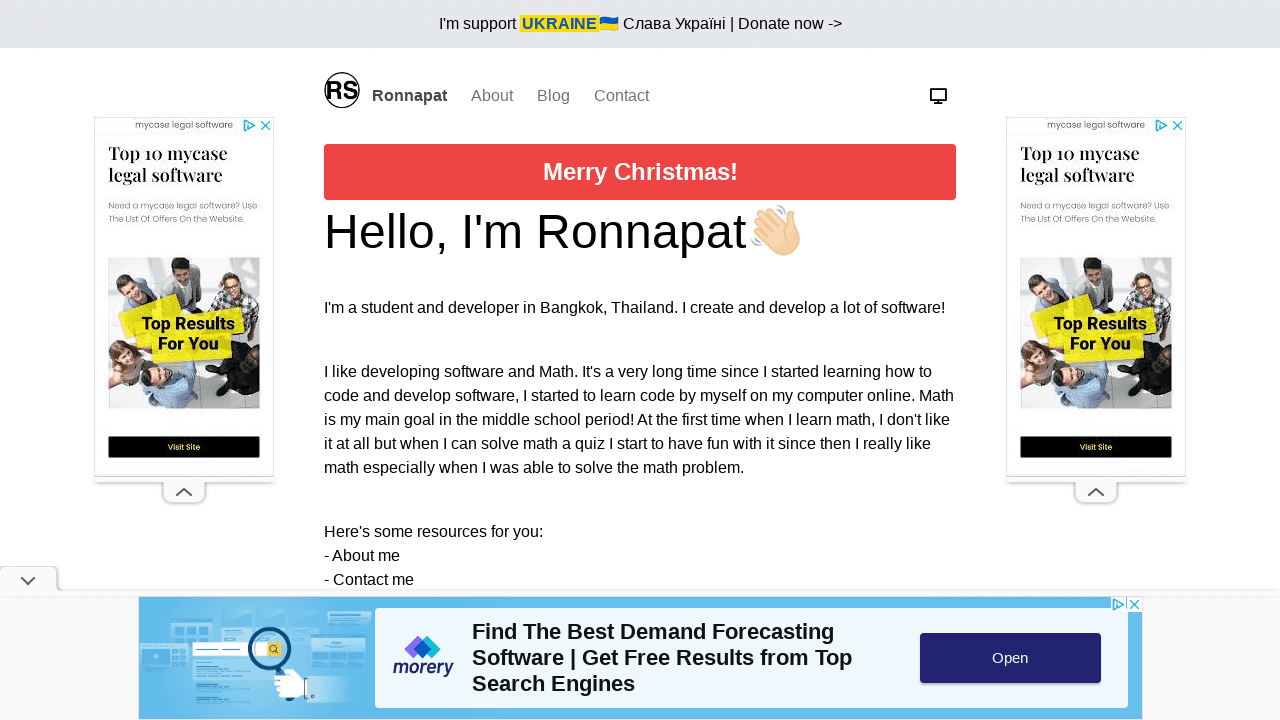 I'm support UKRAINE🇺🇦 Слава Україні | Donate now ->
RS Ronnapat About Blog Contact
Merry Christmas!
Hello, I'm Ronnapat👋🏻
I'm a student and developer in Bangkok, Thailand. I create and develop a lot of software!
I like developing software and Math. It's a very long time since I started learning how to
code and develop software, I started to learn code by myself on my computer online. Math
is my main goal in the middle school period! At the first time when I learn math, I don't like
it at all but when I can solve math a quiz I start to have fun with it since then I really like
math especially when I was able to solve the math problem.
Here's some resources for you:
- About me
- Contact me
mycase legal software
Top 10 mycase
legal software
Need a mycase legal software? Use
The List Of Offers On the Website.
Top Results
For You
Visit Site
mycase legal software
Top 10 mycase
legal software
Need a mycase legal software? Use
The List Of Offers On the Website.
Top Results
For You
Visit Site
morery
Find The Best Demand Forecasting
Software | Get Free Results from Top
Search Engines
Open